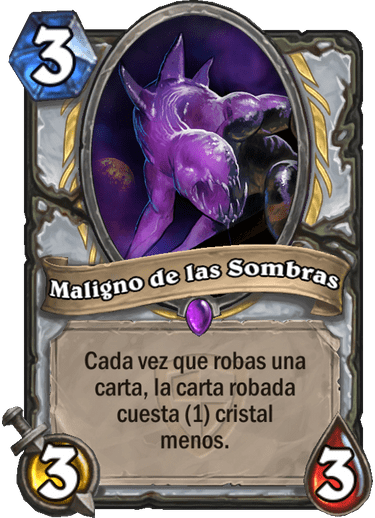 3
Maligno de las Sombras
Cada vez que robas una
carta, la carta robada
cuesta (1) cristal
menos.
3
3